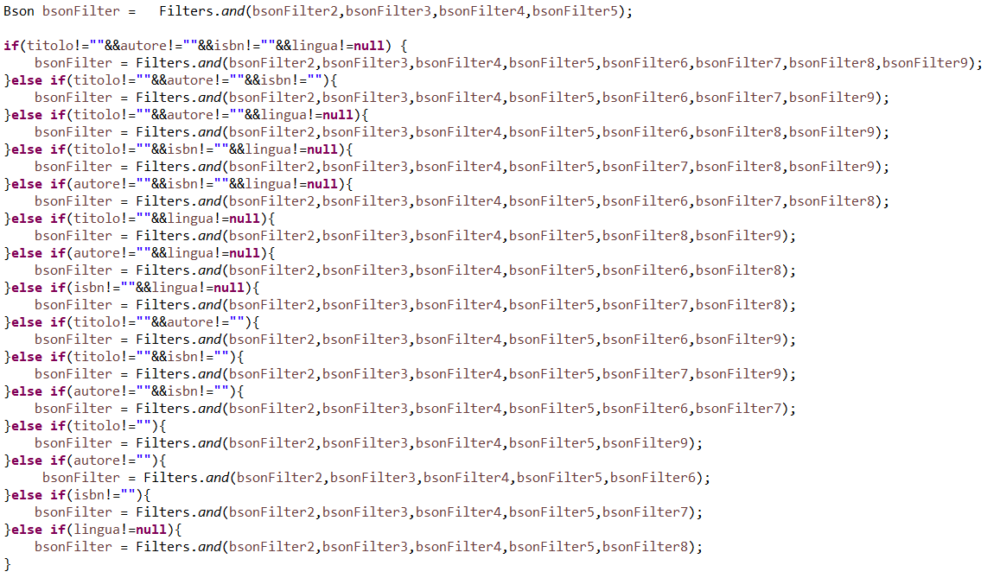 Bson bsonFilter =   Filters.and(bsonFilter2,bsonFilter3,bsonFilter4,bsonFilter5);

if(titolo!=""&&autore!=""&&isbn!=""&&lingua!=null) {
    bsonFilter = Filters.and(bsonFilter2,bsonFilter3,bsonFilter4,bsonFilter5,bsonFilter6,bsonFilter7,bsonFilter8,bsonFilter9);
}else if(titolo!=""&&autore!=""&&isbn!=""){
    bsonFilter = Filters.and(bsonFilter2,bsonFilter3,bsonFilter4,bsonFilter5,bsonFilter6,bsonFilter7,bsonFilter9);
}else if(titolo!=""&&autore!=""&&lingua!=null){
    bsonFilter = Filters.and(bsonFilter2,bsonFilter3,bsonFilter4,bsonFilter5,bsonFilter6,bsonFilter8,bsonFilter9);
}else if(titolo!=""&&isbn!=""&&lingua!=null){
    bsonFilter = Filters.and(bsonFilter2,bsonFilter3,bsonFilter4,bsonFilter5,bsonFilter7,bsonFilter8,bsonFilter9);
}else if(autore!=""&&isbn!=""&&lingua!=null){
    bsonFilter = Filters.and(bsonFilter2,bsonFilter3,bsonFilter4,bsonFilter5,bsonFilter6,bsonFilter7,bsonFilter8);
}else if(titolo!=""&&lingua!=null){
    bsonFilter = Filters.and(bsonFilter2,bsonFilter3,bsonFilter4,bsonFilter5,bsonFilter8,bsonFilter9);
}else if(autore!=""&&lingua!=null){
    bsonFilter = Filters.and(bsonFilter2,bsonFilter3,bsonFilter4,bsonFilter5,bsonFilter6,bsonFilter8);
}else if(isbn!=""&&lingua!=null){
    bsonFilter = Filters.and(bsonFilter2,bsonFilter3,bsonFilter4,bsonFilter5,bsonFilter7,bsonFilter8);
}else if(titolo!=""&&autore!=""){
    bsonFilter = Filters.and(bsonFilter2,bsonFilter3,bsonFilter4,bsonFilter5,bsonFilter6,bsonFilter9);
}else if(titolo!=""&&isbn!=""){
    bsonFilter = Filters.and(bsonFilter2,bsonFilter3,bsonFilter4,bsonFilter5,bsonFilter7,bsonFilter9);
}else if(autore!=""&&isbn!=""){
    bsonFilter = Filters.and(bsonFilter2,bsonFilter3,bsonFilter4,bsonFilter5,bsonFilter6,bsonFilter7);
}else if(titolo!=""){
    bsonFilter = Filters.and(bsonFilter2,bsonFilter3,bsonFilter4,bsonFilter5,bsonFilter9);
}else if(autore!=""){
     bsonFilter = Filters.and(bsonFilter2,bsonFilter3,bsonFilter4,bsonFilter5,bsonFilter6);
}else if(isbn!=""){
    bsonFilter = Filters.and(bsonFilter2,bsonFilter3,bsonFilter4,bsonFilter5,bsonFilter7);
}else if(lingua!=null){
    bsonFilter = Filters.and(bsonFilter2,bsonFilter3,bsonFilter4,bsonFilter5,bsonFilter8);
}